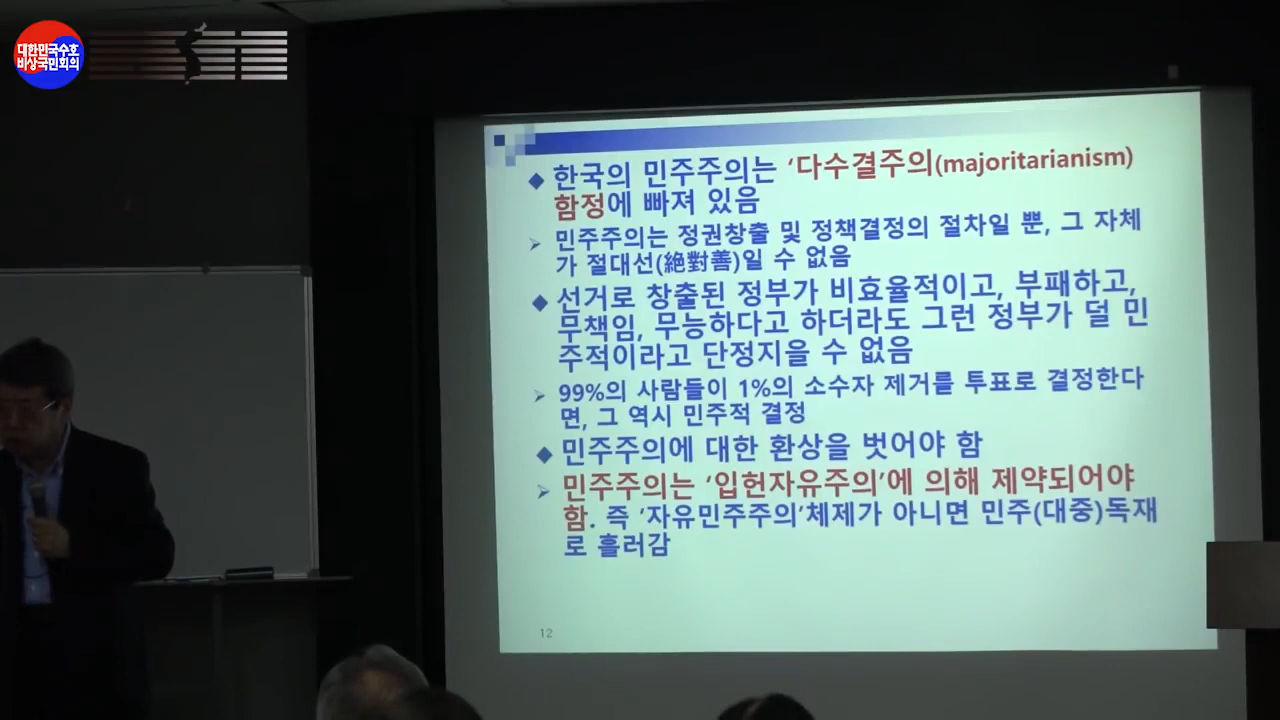 대한민국수호
비상국민회의
한국의 민주주의는 ‘다수결주의(majoritarianism)
함정에 빠져 있음
민주주의는 정권창출 및 정책결정의 절차일 뿐, 그 자체
가 절대선(絶對善)일 수 없음
선거로 창출된 정부가 비효율적이고, 부패하고,
무책임, 무능하다고 하더라도 그런 정부가 덜 민
주적이라고 단정지을 수 없음
99%의 사람들이 1%의 소수자 제거를 투표로 결정한다
면, 그 역시 민주적 결정
민주주의에 대한 환상을 벗어야 함
민주주의는 ‘입헌자유주의’에 의해 제약되어야
함. 즉 ‘자유민주주의’체제가 아니면 민주(대중)독재
로 흘러감
12